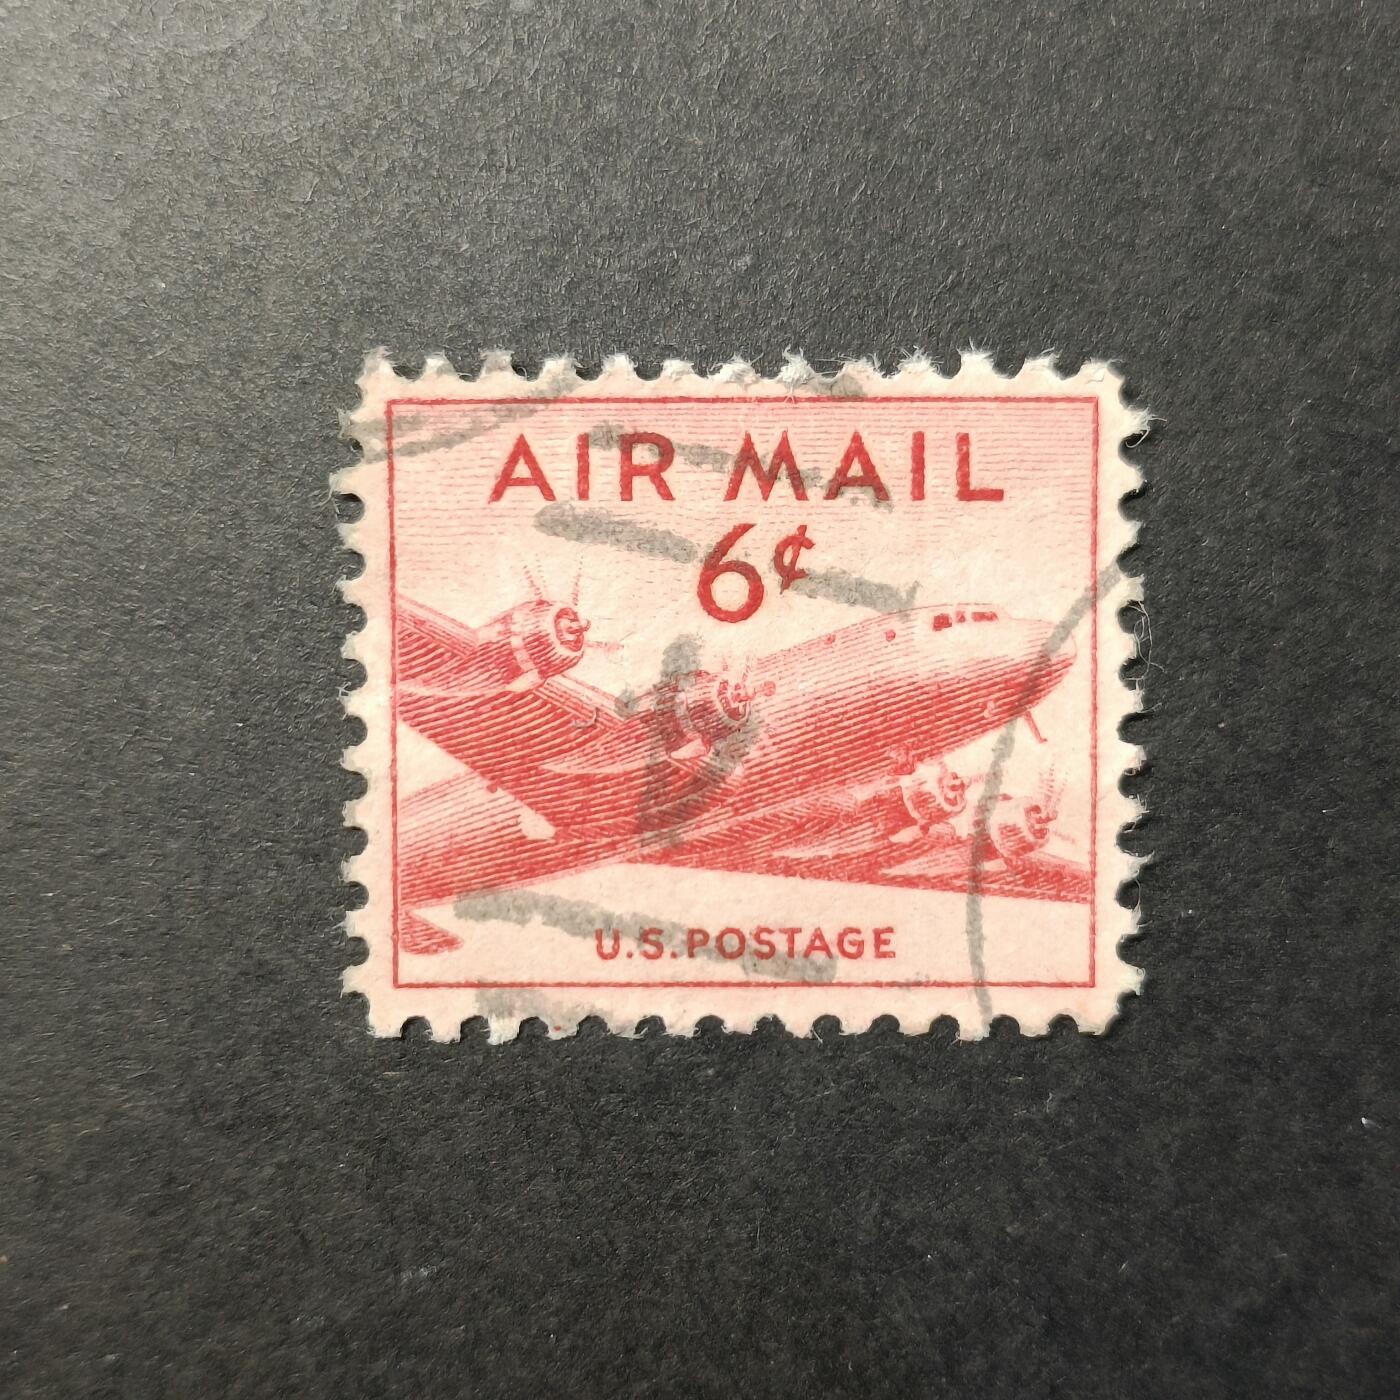 AIR MAIL
6¢
U.S. POSTAGE